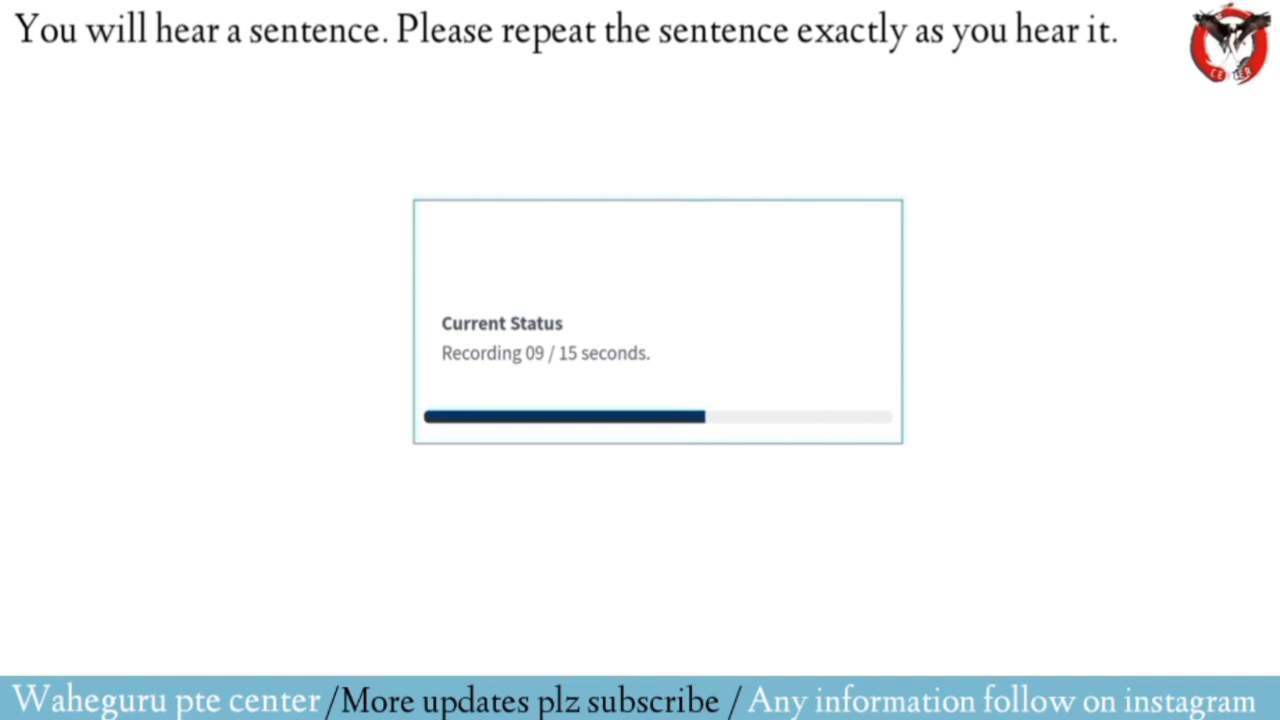 You will hear a sentence. Please repeat the sentence exactly as you hear it.
CENTER
Current Status
Recording 09 / 15 seconds.
Waheguru pte center /More updates plz subscribe / Any information follow on instagram